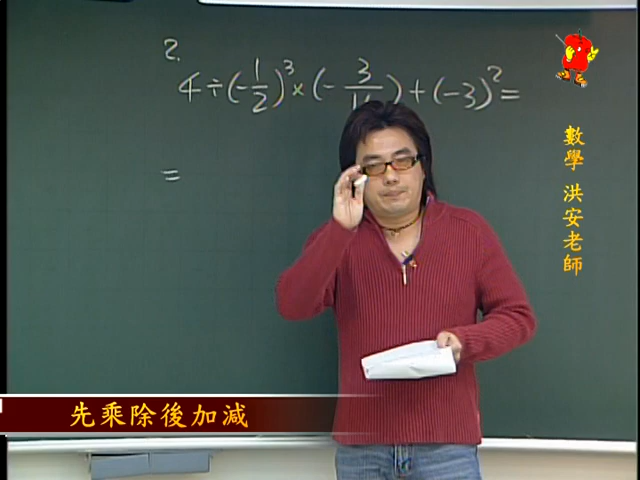 2.
4÷(-1/2)³×(-3/1
)+(-3)²=
=
數學 洪安老師
先乘除後加減